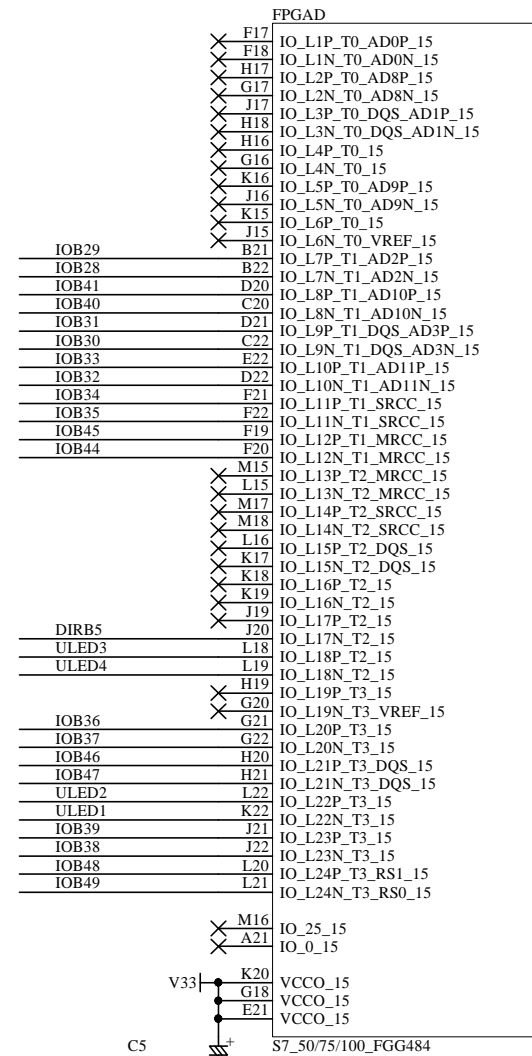 FPGAD
F17 IO_L1P_T0_AD0P_15
F18 IO_L1N_T0_AD0N_15
H17 IO_L2P_T0_AD8P_15
G17 IO_L2N_T0_AD8N_15
J17 IO_L3P_T0_DQS_AD1P_15
H18 IO_L3N_T0_DQS_AD1N_15
H16 IO_L4P_T0_15
G16 IO_L4N_T0_15
K16 IO_L5P_T0_AD9P_15
J16 IO_L5N_T0_AD9N_15
K15 IO_L6P_T0_15
J15 IO_L6N_T0_VREF_15
IOB29 B21 IO_L7P_T1_AD2P_15
IOB28 B22 IO_L7N_T1_AD2N_15
IOB41 D20 IO_L8P_T1_AD10P_15
IOB40 C20 IO_L8N_T1_AD10N_15
IOB31 D21 IO_L9P_T1_DQS_AD3P_15
IOB30 C22 IO_L9N_T1_DQS_AD3N_15
IOB33 E22 IO_L10P_T1_AD11P_15
IOB32 D22 IO_L10N_T1_AD11N_15
IOB34 F21 IO_L11P_T1_SRCC_15
IOB35 F22 IO_L11N_T1_SRCC_15
IOB45 F19 IO_L12P_T1_MRCC_15
IOB44 F20 IO_L12N_T1_MRCC_15
M15 IO_L13P_T2_MRCC_15
L15 IO_L13N_T2_MRCC_15
M17 IO_L14P_T2_SRCC_15
M18 IO_L14N_T2_SRCC_15
L16 IO_L15P_T2_DQS_15
K17 IO_L15N_T2_DQS_15
K18 IO_L16P_T2_15
K19 IO_L16N_T2_15
J19 IO_L17P_T2_15
DIRB5 J20 IO_L17N_T2_15
ULED3 L18 IO_L18P_T2_15
ULED4 L19 IO_L18N_T2_15
H19 IO_L19P_T3_15
G20 IO_L19N_T3_VREF_15
IOB36 G21 IO_L20P_T3_15
IOB37 G22 IO_L20N_T3_15
IOB46 H20 IO_L21P_T3_DQS_15
IOB47 H21 IO_L21N_T3_DQS_15
ULED2 L22 IO_L22P_T3_15
ULED1 K22 IO_L22N_T3_15
IOB39 J21 IO_L23P_T3_15
IOB38 J22 IO_L23N_T3_15
IOB48 L20 IO_L24P_T3_RS1_15
IOB49 L21 IO_L24N_T3_RS0_15
M16 IO_25_15
A21 IO_0_15
V33 K20 VCCO_15
G18 VCCO_15
E21 VCCO_15
C5 + S7_50/75/100_FGG484